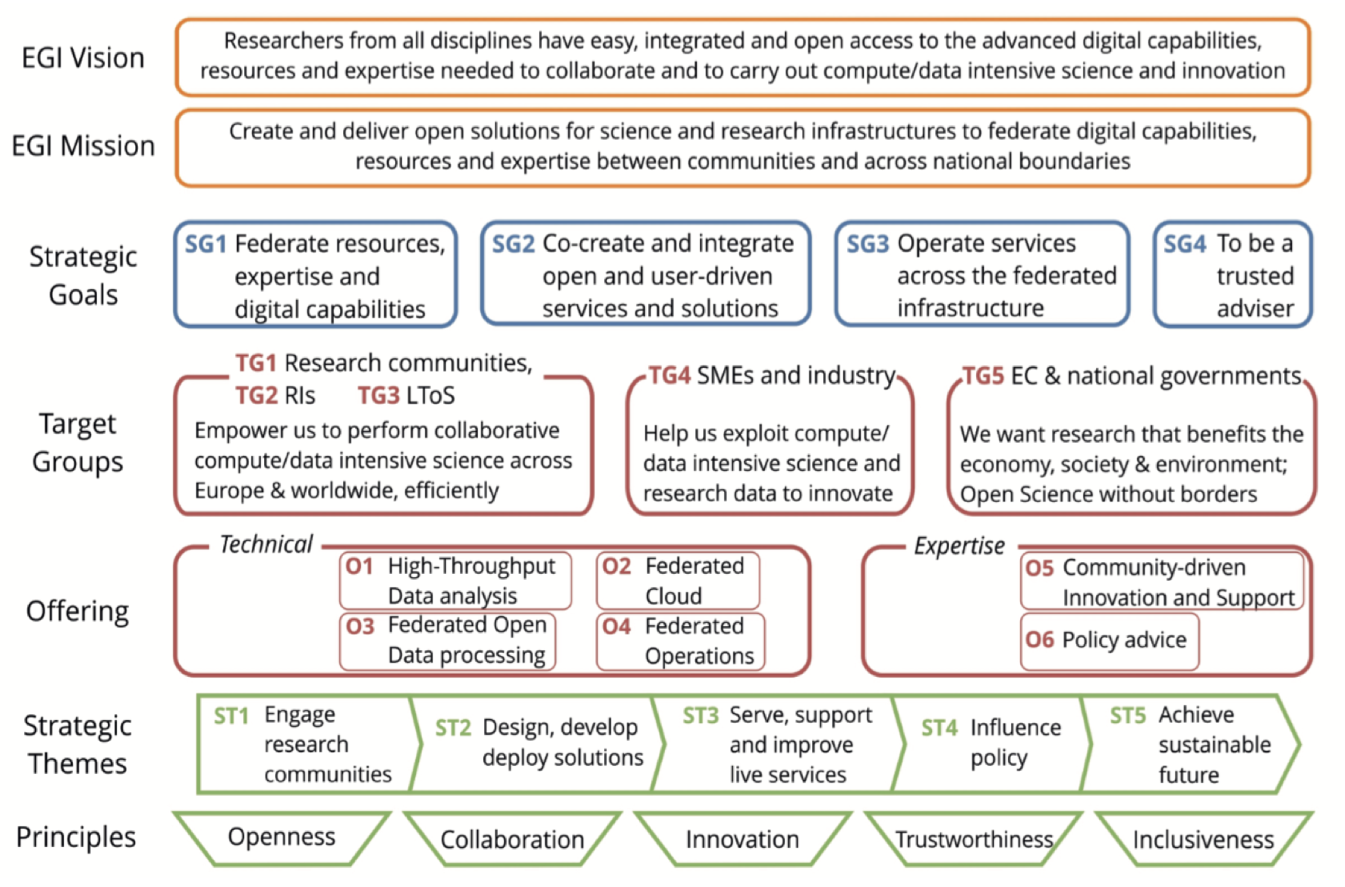 EGI Vision
Researchers from all disciplines have easy, integrated and open access to the advanced digital capabilities,
resources and expertise needed to collaborate and to carry out compute/data intensive science and innovation
EGI Mission
Create and deliver open solutions for science and research infrastructures to federate digital capabilities,
resources and expertise between communities and across national boundaries
Strategic
Goals
SG1 Federate resources,
expertise and
digital capabilities
SG2 Co-create and integrate
open and user-driven
services and solutions
SG3 Operate services
across the federated
infrastructure
SG4 To be a
trusted
adviser
Target
Groups
TG1 Research communities,
TG2 RIs TG3 LToS
Empower us to perform collaborative
compute/data intensive science across
Europe & worldwide, efficiently
TG4 SMEs and industry
Help us exploit compute/
data intensive science and
research data to innovate
TG5 EC & national governments
We want research that benefits the
economy, society & environment;
Open Science without borders
Offering
Technical
O1 High-Throughput
Data analysis
O2 Federated
Cloud
O3 Federated Open
Data processing
O4 Federated
Operations
Expertise
O5 Community-driven
Innovation and Support
O6 Policy advice
Strategic
Themes
ST1 Engage
research
communities
ST2 Design, develop
deploy solutions
ST3 Serve, support
and improve
live services
ST4 Influence
policy
ST5 Achieve
sustainable
future
Principles
Openness
Collaboration
Innovation
Trustworthiness
Inclusiveness